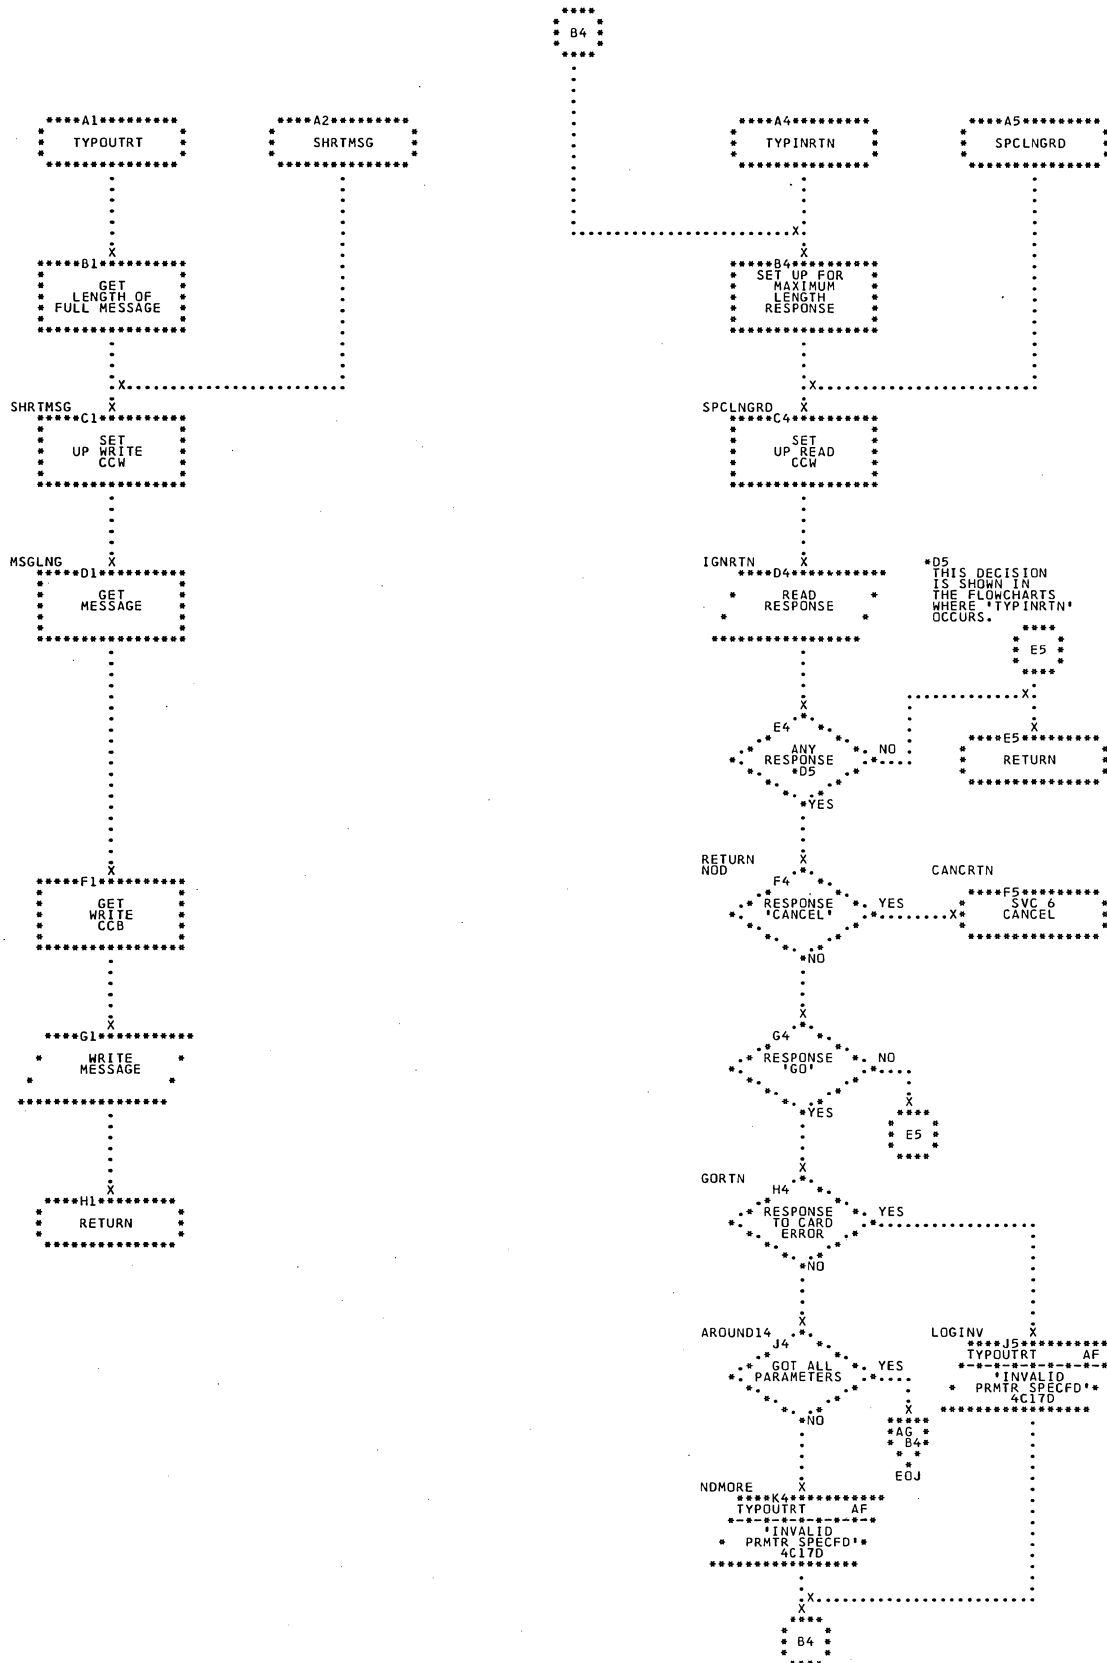 B4
A1
TYPOUTRT
A2
SHRTMSG
A4
TYPINRTN
A5
SPCLNGRD
B1
GET
LENGTH OF
FULL MESSAGE
B4
SET UP FOR
MAXIMUM
LENGTH
RESPONSE
SHRTMSG
C1
SET
UP WRITE
CCW
SPCLNGRD
C4
SET
UP READ
CCW
MSGLNG
D1
GET
MESSAGE
IGNRTN
D4
READ
RESPONSE
*D5
THIS DECISION
IS SHOWN IN
THE FLOWCHARTS
WHERE 'TYPINRTN'
OCCURS.
E5
E4
ANY
RESPONSE
*D5
NO
YES
E5
RETURN
F1
GET
WRITE
CCB
RETURN
NOD
F4
RESPONSE
'CANCEL'
YES
NO
CANCRTN
F5
SVC 6
CANCEL
G1
WRITE
MESSAGE
G4
RESPONSE
'GO'
NO
YES
E5
H1
RETURN
GORTN
H4
RESPONSE
TO CARD
ERROR
YES
NO
AROUND14
J4
GOT ALL
PARAMETERS
YES
NO
AG
B4
EOJ
LOGINV
J5
TYPOUTRT AF
'INVALID
PRMTR SPECFD'
4C17D
NDMORE
K4
TYPOUTRT AF
'INVALID
PRMTR SPECFD'
4C17D
B4